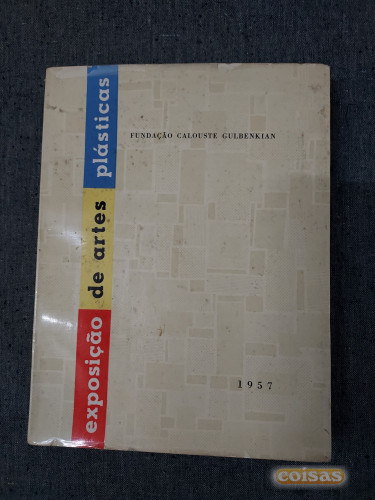 FUNDAÇÃO CALOUSTE GULBENKIAN
exposição de artes plásticas
1957
coisas